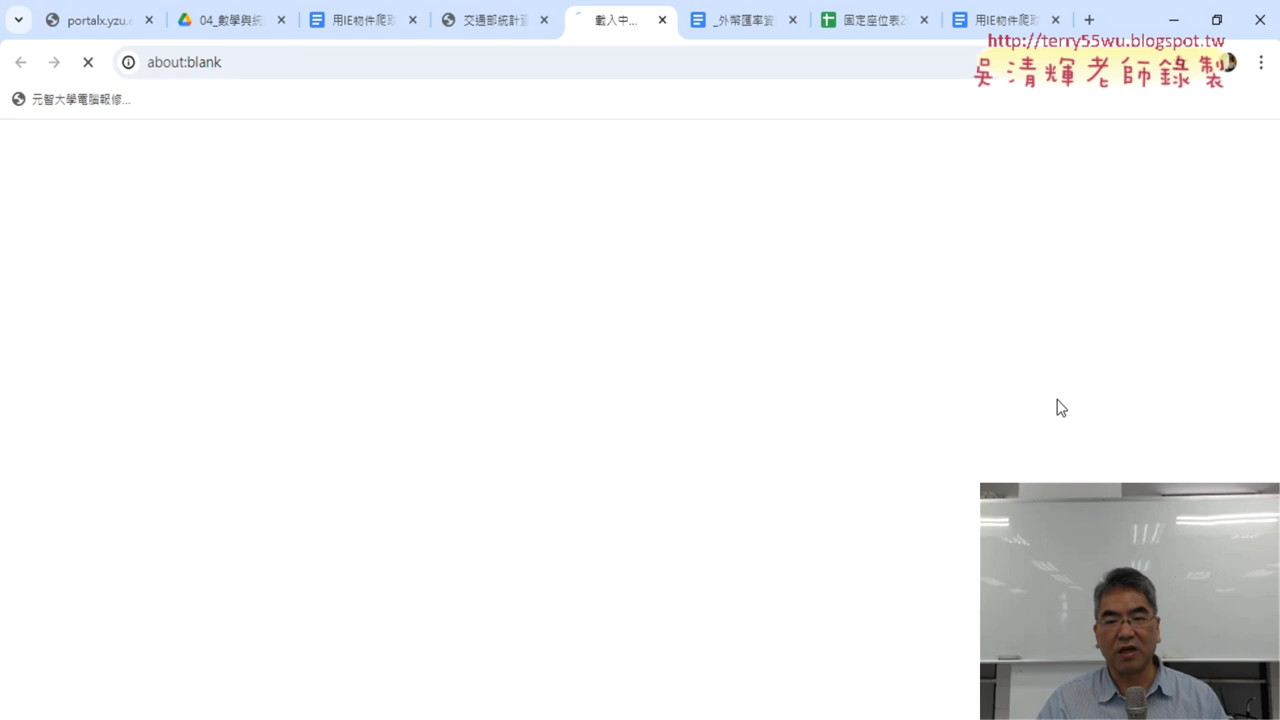 portalx.yzu.e
04_數學與統
用IE物件爬取
交通部統計查
載入中...
_外幣匯率資
固定座位表2
用IE物件爬取
about:blank
http://terry55wu.blogspot.tw
吳清輝老師錄製
元智大學電腦報修...